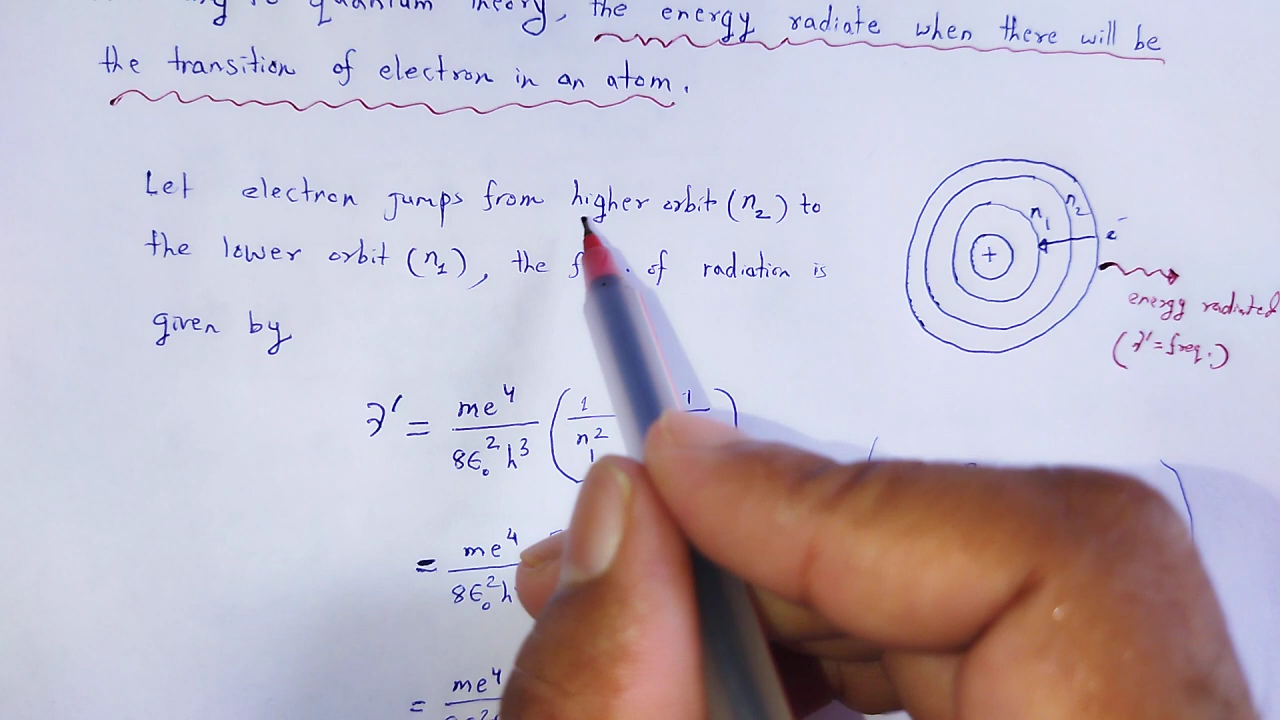 quantum theory, the energy radiate when there will be
the transition of electron in an atom.
Let electron jumps from higher orbit (n₂) to
the lower orbit (n₁), the of radiation is
given by
ϑ' = me⁴ / 8ϵ₀²h³ ( 1 / n₁² 1
= me⁴ / 8ϵ₀²h
= me⁴
+
n₁
n₂
e⁻
energy radiated
(ϑ' = freq.)